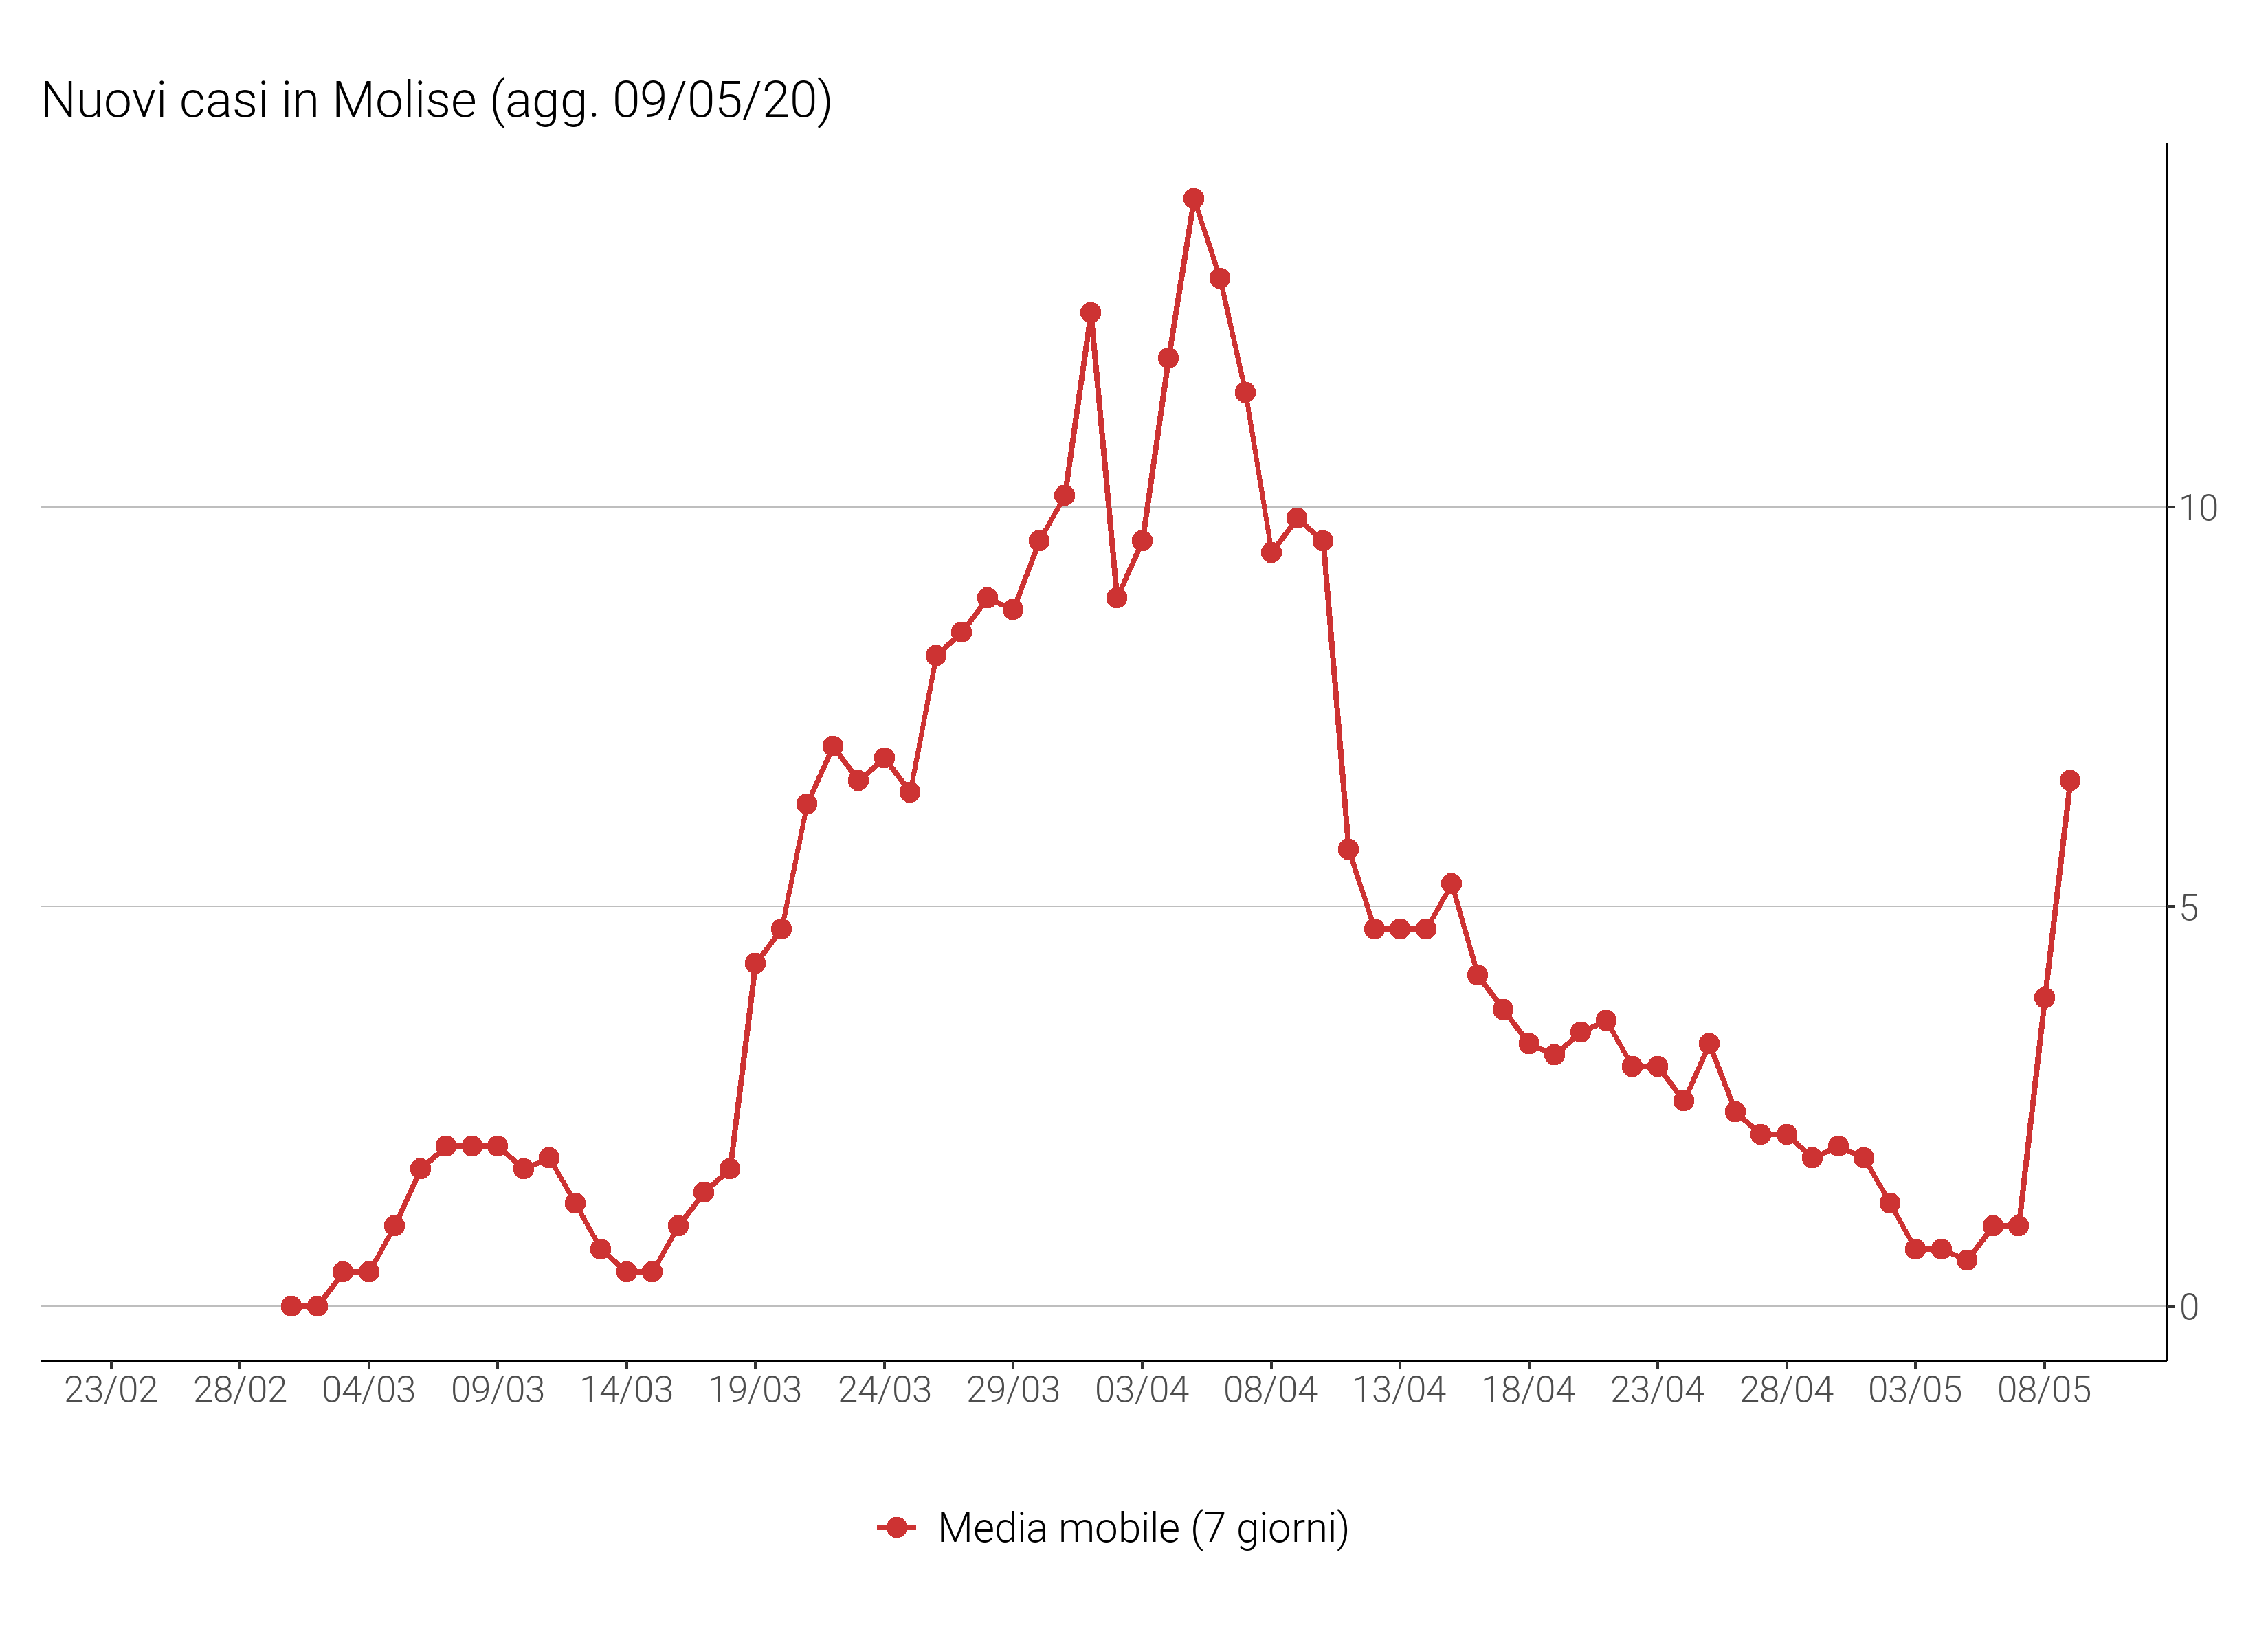 Nuovi casi in Molise (agg. 09/05/20)
10
5
0
23/02 28/02 04/03 09/03 14/03 19/03 24/03 29/03 03/04 08/04 13/04 18/04 23/04 28/04 03/05 08/05
Media mobile (7 giorni)